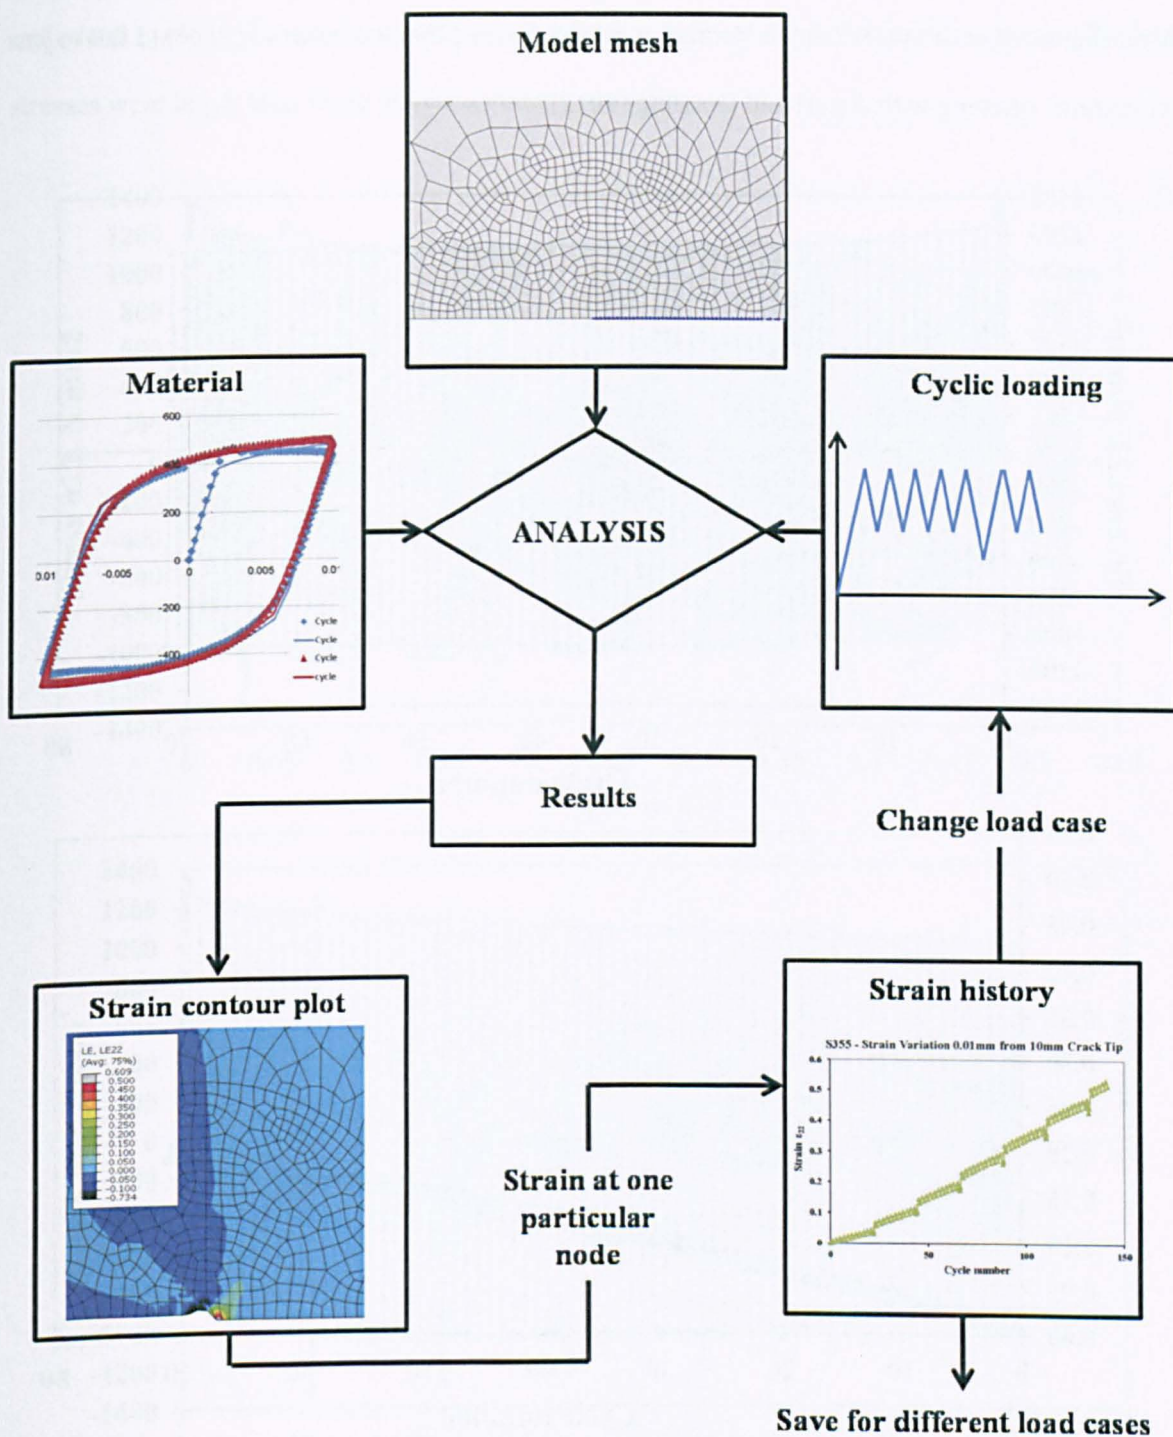 Model mesh
Material
600
400
200
0
-200
-400
0.01
-0.005
0
0.005
0.0
Cycle
Cycle
Cycle
cycle
ANALYSIS
Cyclic loading
Results
Change load case
Strain contour plot
LE, LE22
(Avg: 75%)
0.609
0.500
0.450
0.400
0.350
0.300
0.250
0.200
0.150
0.100
0.050
0.000
-0.050
-0.100
-0.734
Strain at one
particular
node
Strain history
S355 - Strain Variation 0.01mm from 10mm Crack Tip
0.6
0.5
0.4
0.3
0.2
0.1
0
Strain ε22
0
50
100
150
Cycle number
Save for different load cases